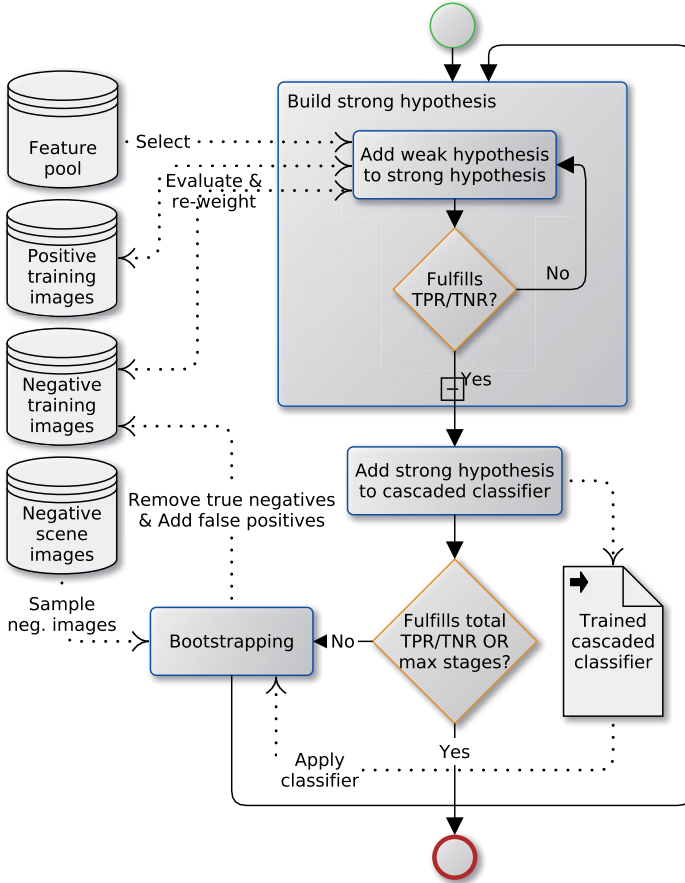 Build strong hypothesis
Feature
pool
Select
Add weak hypothesis
to strong hypothesis
Evaluate &
re-weight
Positive
training
images
Fulfills
TPR/TNR?
No
Yes
Negative
training
images
Add strong hypothesis
to cascaded classifier
Negative
scene
images
Remove true negatives
& Add false positives
Sample
neg. images
Bootstrapping
No
Fulfills total
TPR/TNR OR
max stages?
Trained
cascaded
classifier
Yes
Apply
classifier